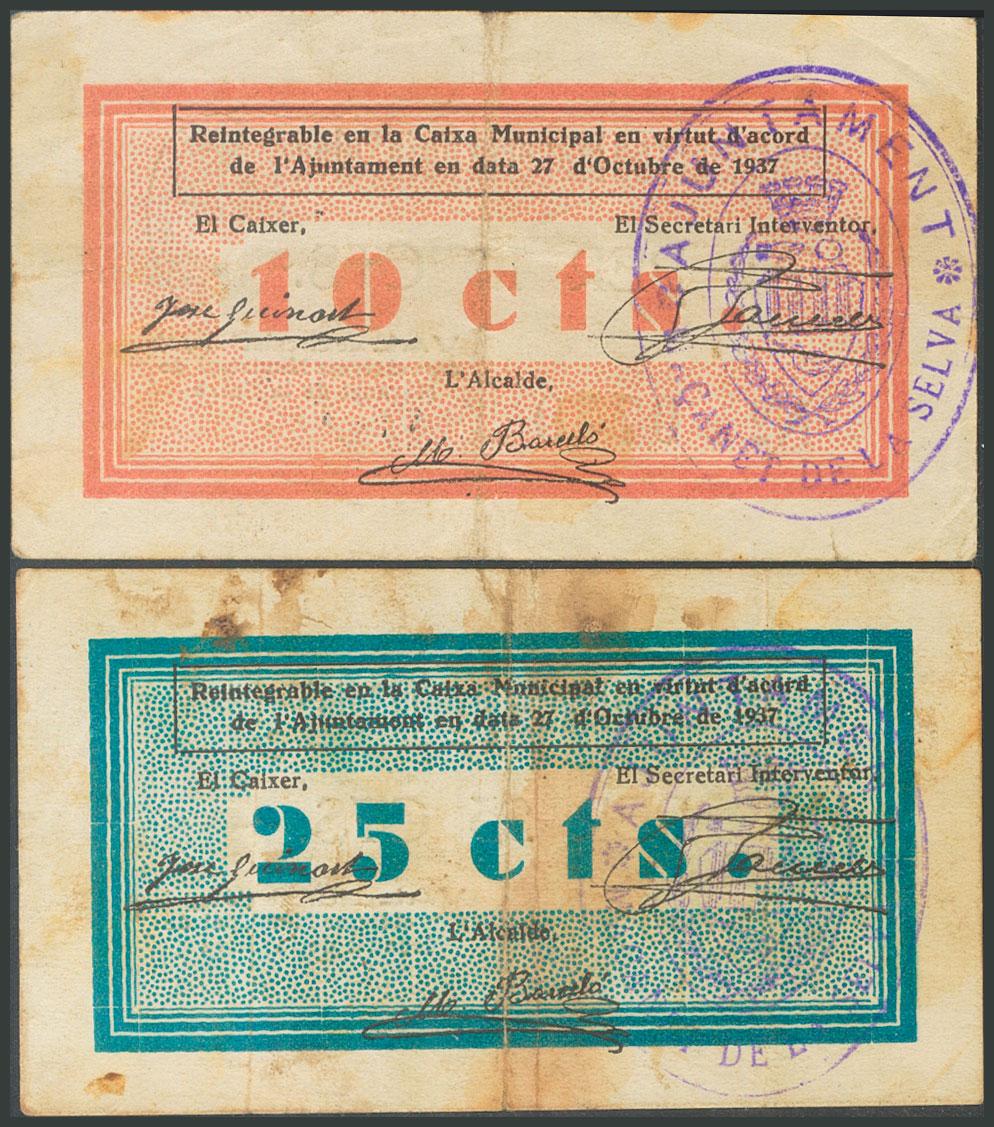 Reintegrable en la Caixa Municipal en virtut d'acord
de l'Ajuntament en data 27 d'Octubre de 1937
El Caixer, El Secretari Interventor,
10 cts.
L'Alcalde,
M. Barceló
AJUNTAMENT * CANET DE LA SELVA
Reintegrable en la Caixa Municipal en virtut d'acord
de l'Ajuntament en data 27 d'Octubre de 1937
El Caixer, El Secretari Interventor,
25 cts.
L'Alcalde,
M. Barceló
DE